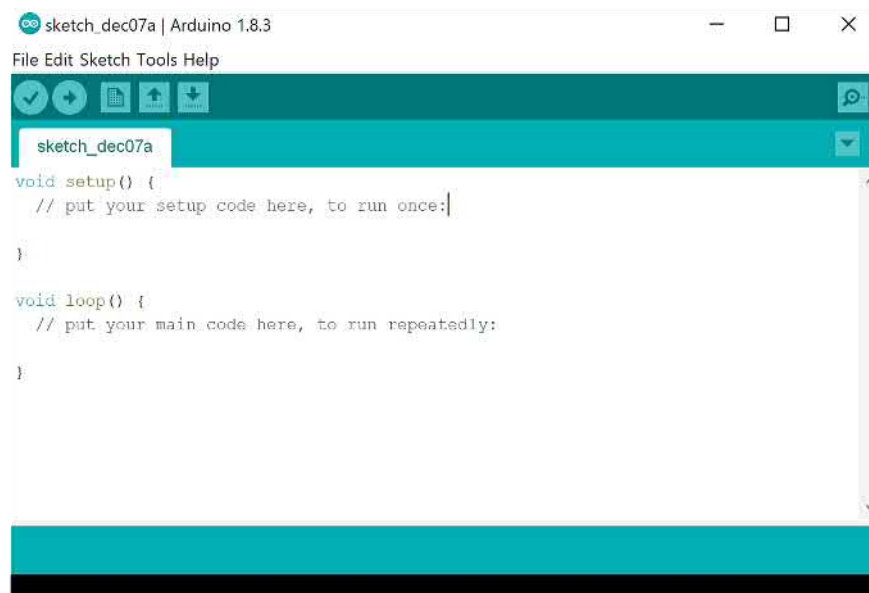 sketch_dec07a | Arduino 1.8.3
File Edit Sketch Tools Help
sketch_dec07a
void setup() {
  // put your setup code here, to run once:

}

void loop() {
  // put your main code here, to run repeatedly:

}